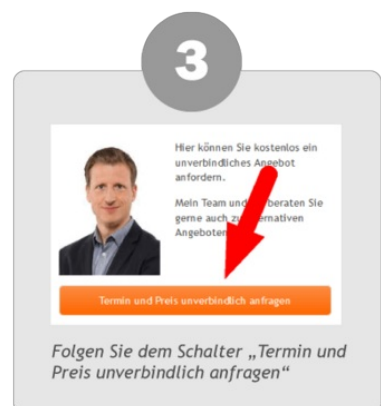 3
Hier können Sie kostenlos ein
unverbindliches Angebot
anfordern.
Mein Team und beraten Sie
gerne auch zu
Angeboten
Termin und Preis unverbindlich anfragen
Folgen Sie dem Schalter „Termin und
Preis unverbindlich anfragen“